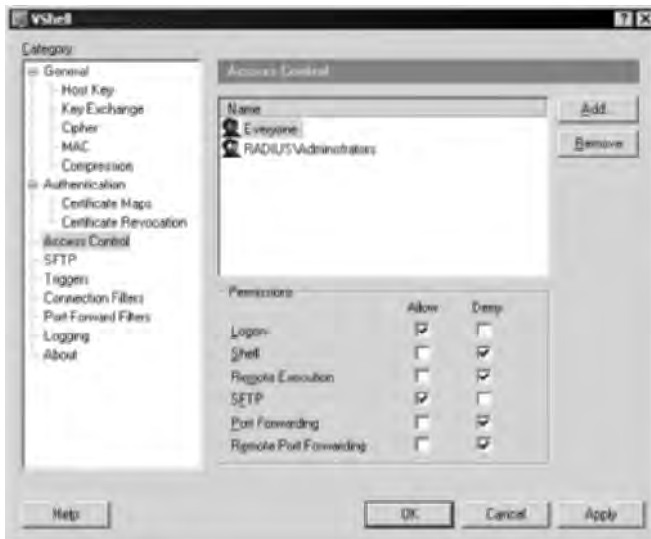 VShell
Category:
General
Host Key
Key Exchange
Cipher
MAC
Compression
Authentication
Certificate Maps
Certificate Revocation
Access Control
SFTP
Triggers
Connection Filters
Port Forward Filters
Logging
About
Access Control
Name
Everyone
RADIUS\Administrators
Add...
Remove
Permissions
Allow Deny
Logon
Shell
Remote Execution
SFTP
Port Forwarding
Remote Port Forwarding
Help
OK
Cancel
Apply